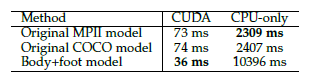 Method CUDA CPU-only
Original MPII model 73 ms 2309 ms
Original COCO model 74 ms 2407 ms
Body+foot model 36 ms 10396 ms